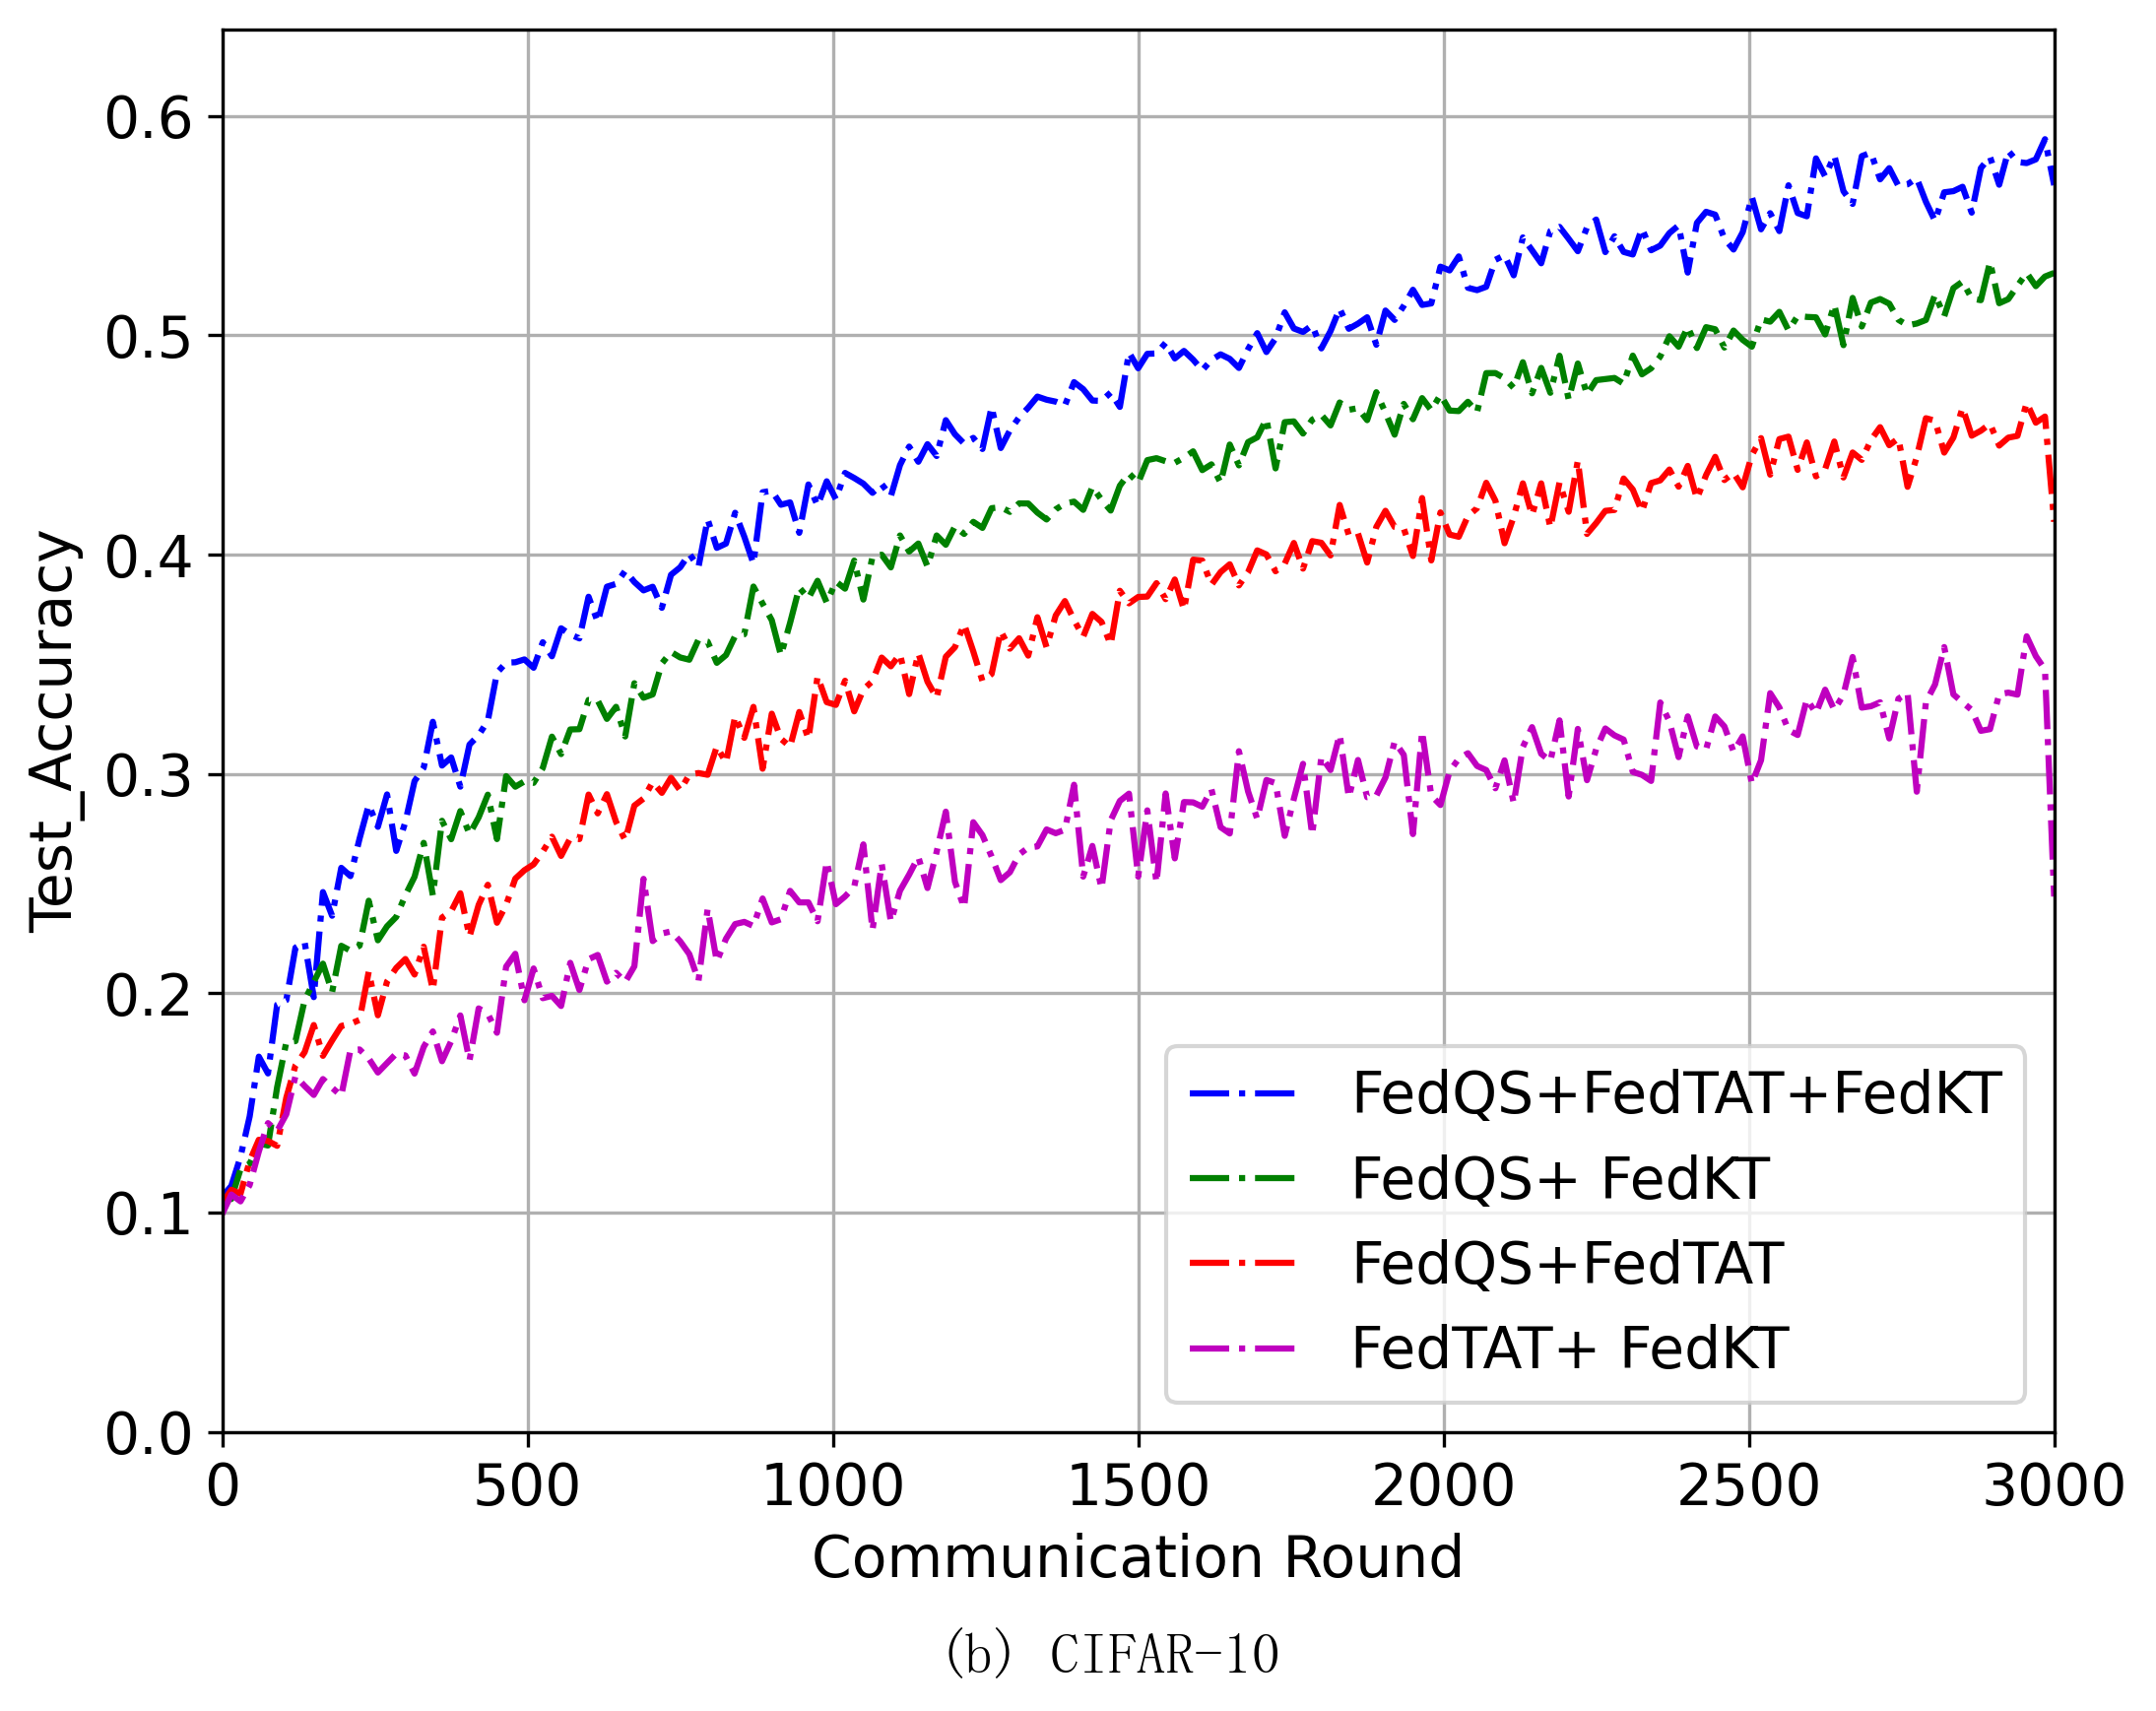 0.6
0.5
0.4
0.3
0.2
0.1
0.0
Test_Accuracy
FedQS+FedTAT+FedKT
FedQS+ FedKT
FedQS+FedTAT
FedTAT+ FedKT
0 500 1000 1500 2000 2500 3000
Communication Round
(b) CIFAR-10